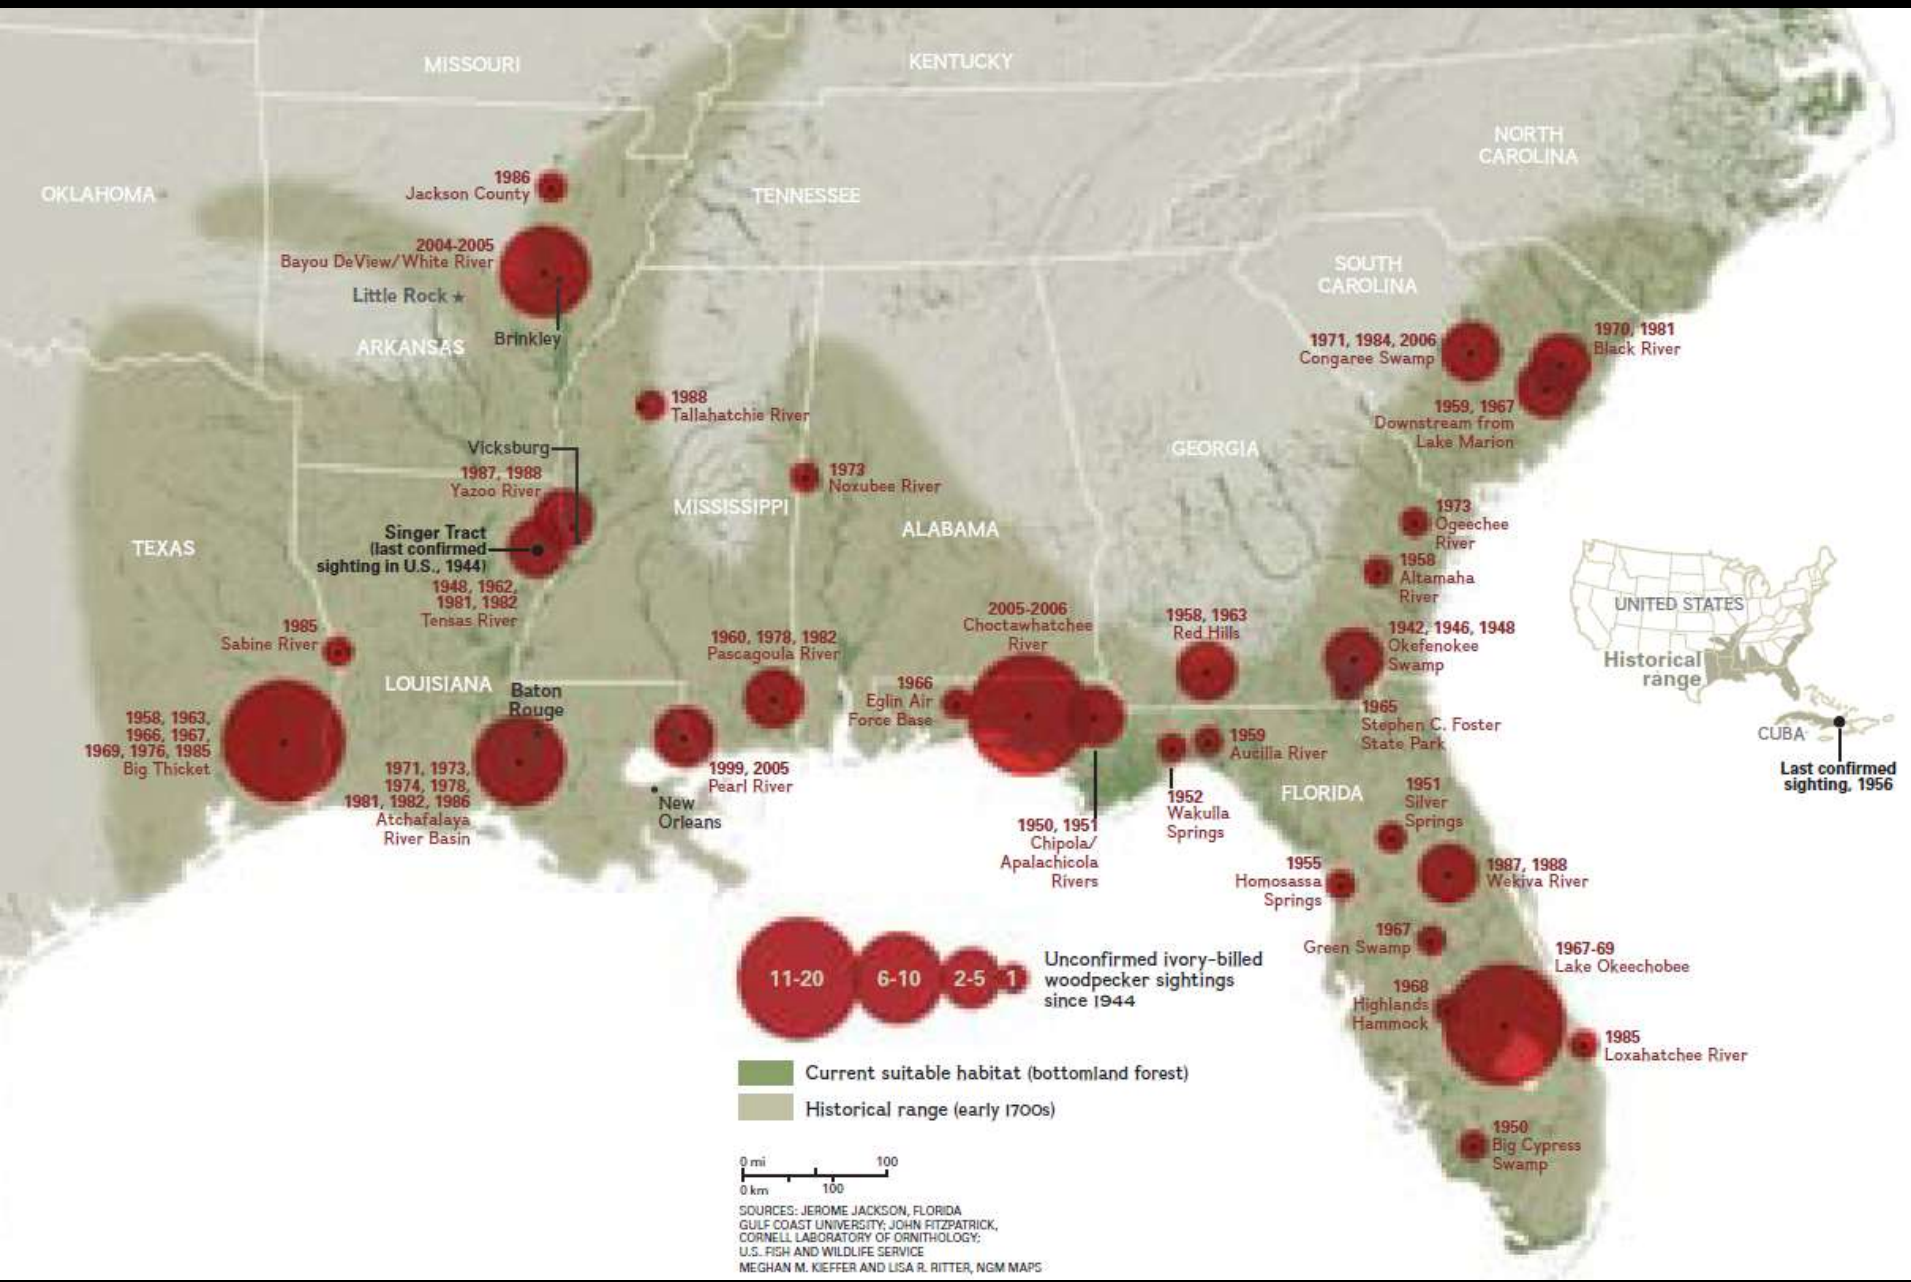 MISSOURI
KENTUCKY
NORTH
CAROLINA
OKLAHOMA
TENNESSEE
1986
Jackson County
2004-2005
Bayou DeView/White River
Little Rock
Brinkley
ARKANSAS
SOUTH
CAROLINA
1971, 1984, 2006
Congaree Swamp
1970, 1981
Black River
1959, 1967
Downstream from
Lake Marion
1988
Tallahatchie River
Vicksburg
1987, 1988
Yazoo River
1973
Noxubee River
GEORGIA
MISSISSIPPI
ALABAMA
TEXAS
Singer Tract
(last confirmed
sighting in U.S., 1944)
1948, 1962,
1981, 1982
Tensas River
1973
Ogeechee
River
1958
Altamaha
River
1985
Sabine River
1960, 1978, 1982
Pascagoula River
2005-2006
Choctawhatchee
River
1958, 1963
Red Hills
1942, 1946, 1948
Okefenokee
Swamp
UNITED STATES
Historical
range
CUBA
Last confirmed
sighting, 1956
LOUISIANA
Baton
Rouge
1966
Eglin Air
Force Base
1965
Stephen C. Foster
State Park
1958, 1963,
1966, 1967,
1969, 1976, 1985
Big Thicket
1971, 1973,
1974, 1978,
1981, 1982, 1986
Atchafalaya
River Basin
1999, 2005
Pearl River
New
Orleans
1959
Aucilla River
1952
Wakulla
Springs
1950, 1951
Chipola/
Apalachicola
Rivers
FLORIDA
1951
Silver
Springs
1955
Homosassa
Springs
1987, 1988
Wekiva River
1967
Green Swamp
1967-69
Lake Okeechobee
1968
Highlands
Hammock
1985
Loxahatchee River
1950
Big Cypress
Swamp
11-20
6-10
2-5
1
Unconfirmed ivory-billed
woodpecker sightings
since 1944
Current suitable habitat (bottomland forest)
Historical range (early 1700s)
0 mi 100
0 km 100
SOURCES: JEROME JACKSON, FLORIDA
GULF COAST UNIVERSITY; JOHN FITZPATRICK,
CORNELL LABORATORY OF ORNITHOLOGY;
U.S. FISH AND WILDLIFE SERVICE
MEGHAN M. KIEFFER AND LISA R. RITTER, NGM MAPS